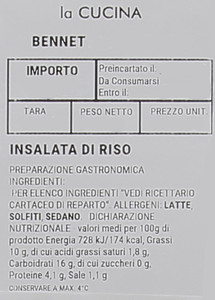 la CUCINA
BENNET
IMPORTO
Preincartato il:
Da Consumarsi
Entro il:
TARA PESO NETTO PREZZO UNIT.
INSALATA DI RISO
PREPARAZIONE GASTRONOMICA
INGREDIENTI:
PER ELENCO INGREDIENTI "VEDI RICETTARIO
CARTACEO DI REPARTO". ALLERGENI: LATTE,
SOLFITI, SEDANO. DICHIARAZIONE
NUTRIZIONALE valori medi per 100g di
prodotto Energia 728 kJ/174 kcal, Grassi
10 g, di cui acidi grassi saturi 1,8 g,
Carboidrati 16 g, di cui zuccheri 0 g,
Proteine 4,1 g, Sale 1,1 g
CONSERVARE A MAX. 4°C